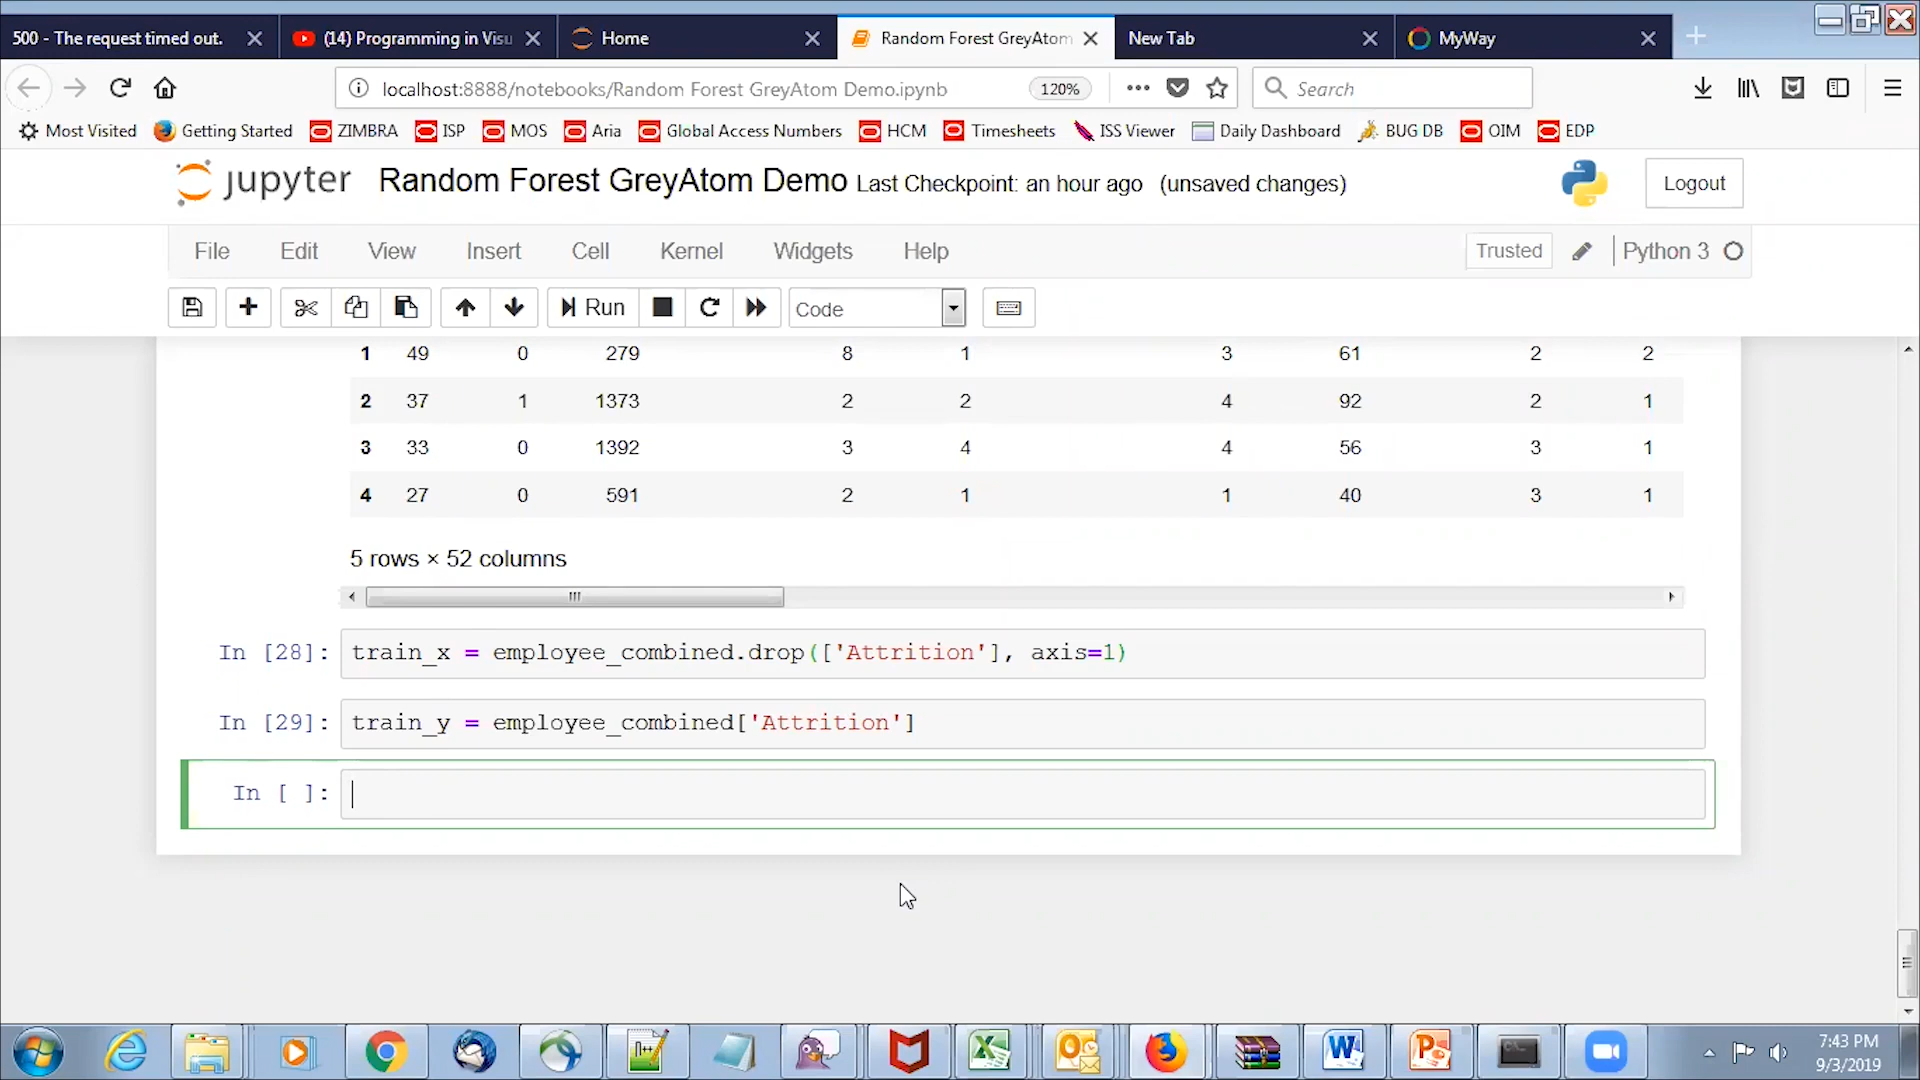 500 - The request timed out.
(14) Programming in Visu
Home
Random Forest GreyAtom
New Tab
MyWay
localhost:8888/notebooks/Random Forest GreyAtom Demo.ipynb
120%
Search
Most Visited
Getting Started
ZIMBRA
ISP
MOS
Aria
Global Access Numbers
HCM
Timesheets
ISS Viewer
Daily Dashboard
BUG DB
OIM
EDP
jupyter
Random Forest GreyAtom Demo Last Checkpoint: an hour ago (unsaved changes)
Logout
File Edit View Insert Cell Kernel Widgets Help
Trusted
Python 3
Run
Code
1 49 0 279 8 1 3 61 2 2
2 37 1 1373 2 2 4 92 2 1
3 33 0 1392 3 4 4 56 3 1
4 27 0 591 2 1 1 40 3 1
5 rows × 52 columns
In [28]: train_x = employee_combined.drop(['Attrition'], axis=1)
In [29]: train_y = employee_combined['Attrition']
In [ ]:
7:43 PM
9/3/2019